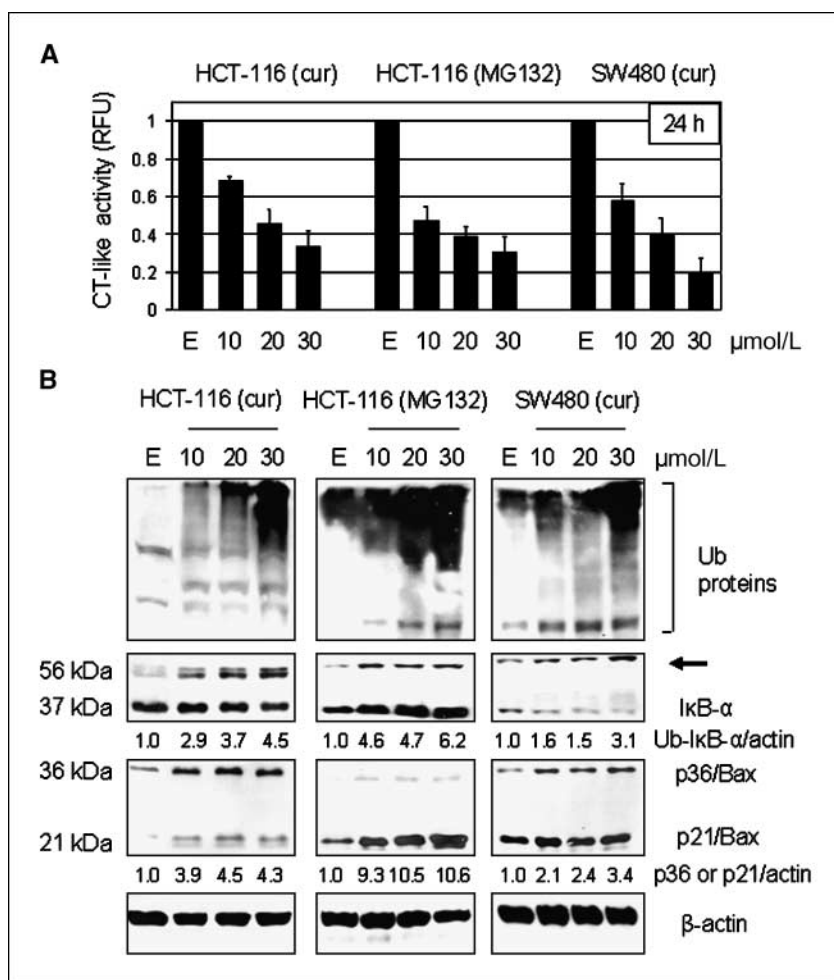 A
HCT-116 (cur) HCT-116 (MG132) SW480 (cur)
24 h
CT-like activity (RFU)
1
0.8
0.6
0.4
0.2
0
E 10 20 30 E 10 20 30 E 10 20 30 µmol/L
B
HCT-116 (cur) HCT-116 (MG132) SW480 (cur)
E 10 20 30 E 10 20 30 E 10 20 30 µmol/L
Ub
proteins
56 kDa
37 kDa IκB-α
1.0 2.9 3.7 4.5 1.0 4.6 4.7 6.2 1.0 1.6 1.5 3.1 Ub-IκB-α/actin
36 kDa p36/Bax
21 kDa p21/Bax
1.0 3.9 4.5 4.3 1.0 9.3 10.5 10.6 1.0 2.1 2.4 3.4 p36 or p21/actin
β-actin